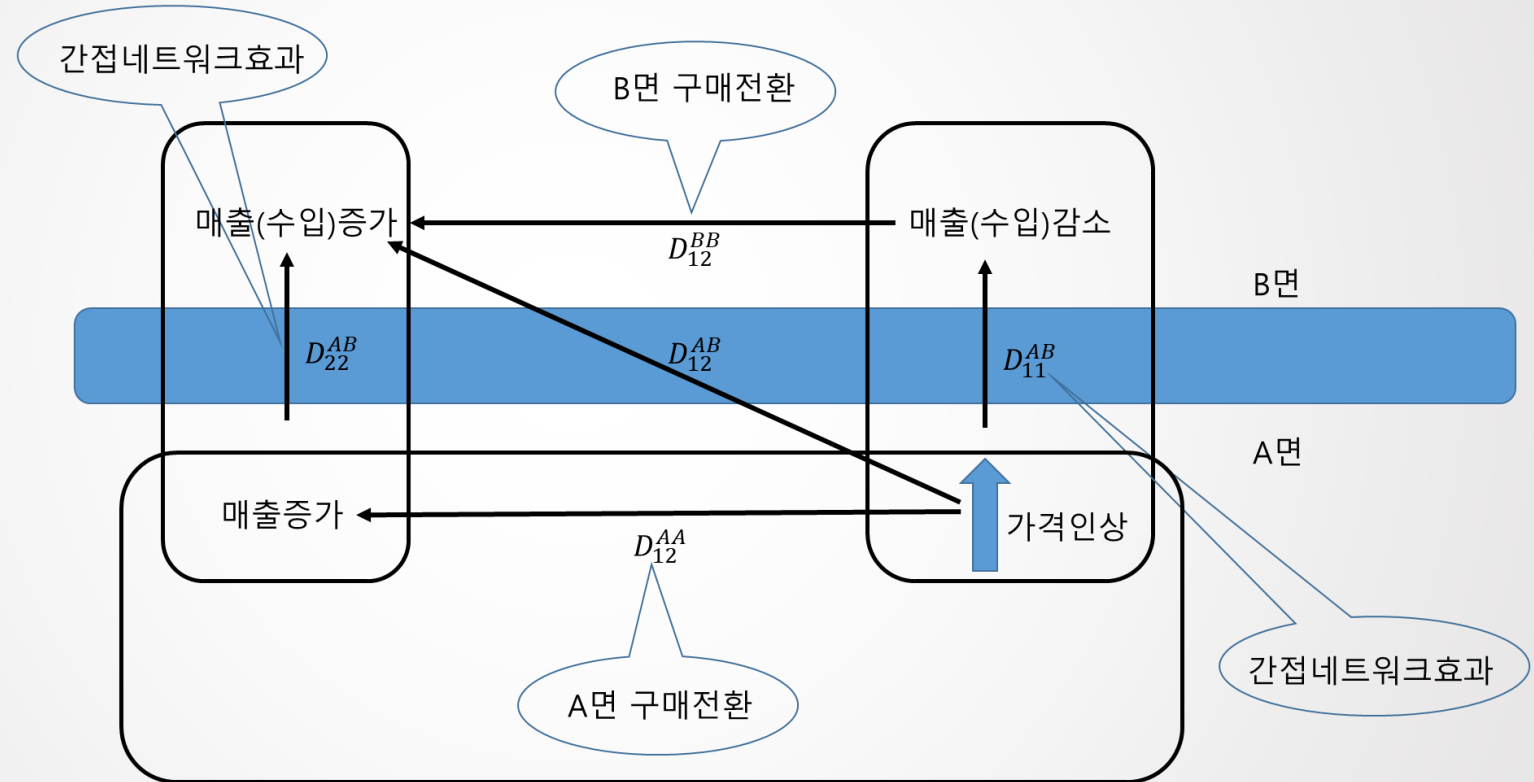 간접네트워크효과
B면 구매전환
매출(수입)증가
매출(수입)감소
$D_{12}^{BB}$
B면
$D_{22}^{AB}$
$D_{12}^{AB}$
$D_{11}^{AB}$
A면
매출증가
가격인상
$D_{12}^{AA}$
간접네트워크효과
A면 구매전환